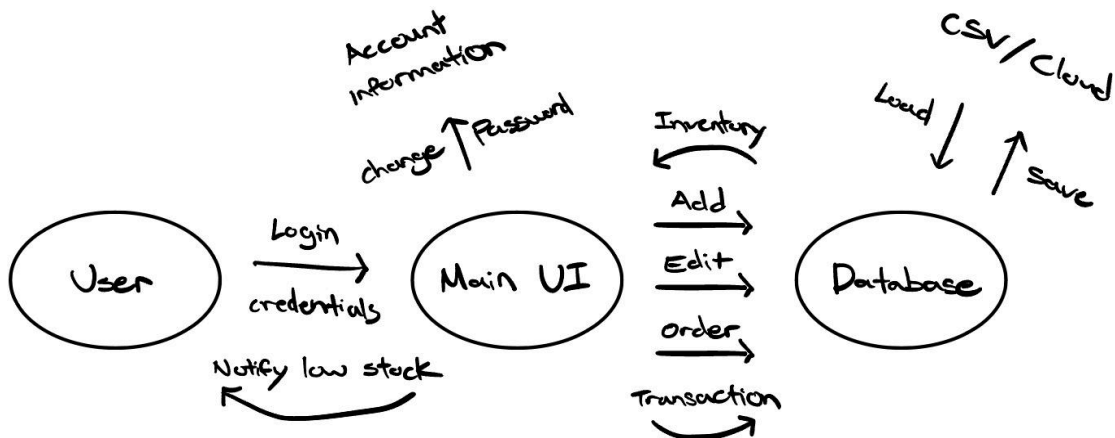 Account
information
change Password
CSV/Cloud
Load
Save
Inventory
Add
Edit
order
Transaction
User
Login
credentials
Main UI
Database
Notify low stock